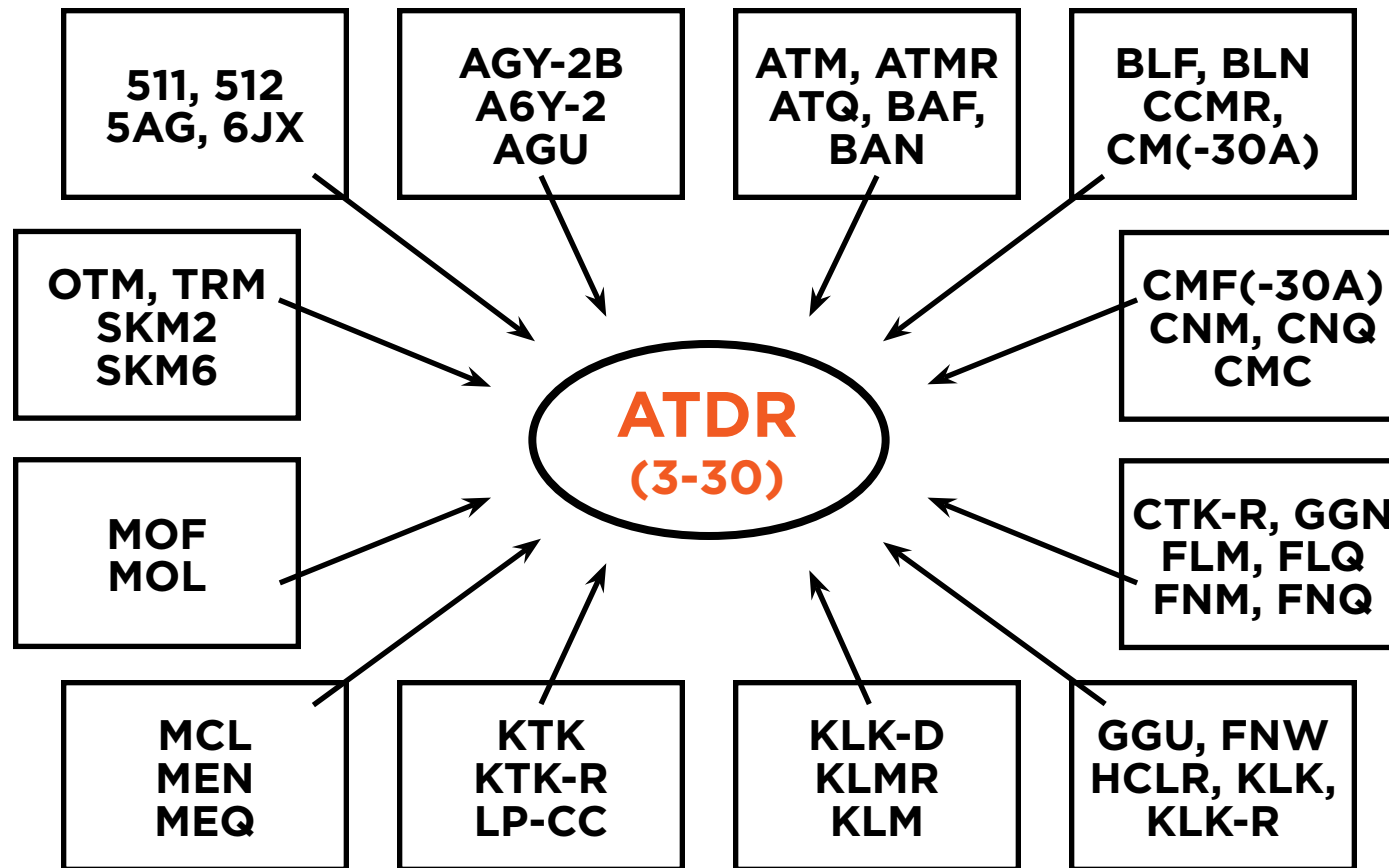 511, 512
5AG, 6JX
AGY-2B
A6Y-2
AGU
ATM, ATMR
ATQ, BAF,
BAN
BLF, BLN
CCMR,
CM(-30A)
OTM, TRM
SKM2
SKM6
CMF(-30A)
CNM, CNQ
CMC
ATDR
(3-30)
MOF
MOL
CTK-R, GGN
FLM, FLQ
FNM, FNQ
MCL
MEN
MEQ
KTK
KTK-R
LP-CC
KLK-D
KLMR
KLM
GGU, FNW
HCLR, KLK,
KLK-R